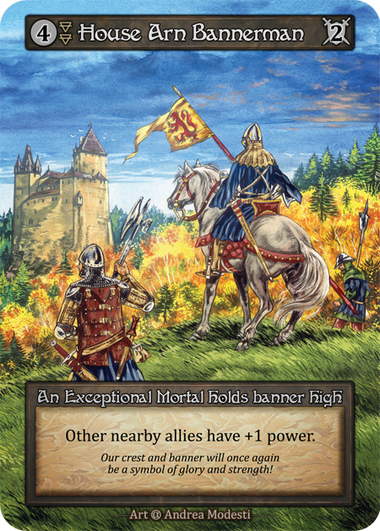 4 House Arn Bannerman 2
An Exceptional Mortal holds banner high
Other nearby allies have +1 power.
Our crest and banner will once again
be a symbol of glory and strength!
Art @ Andrea Modesti